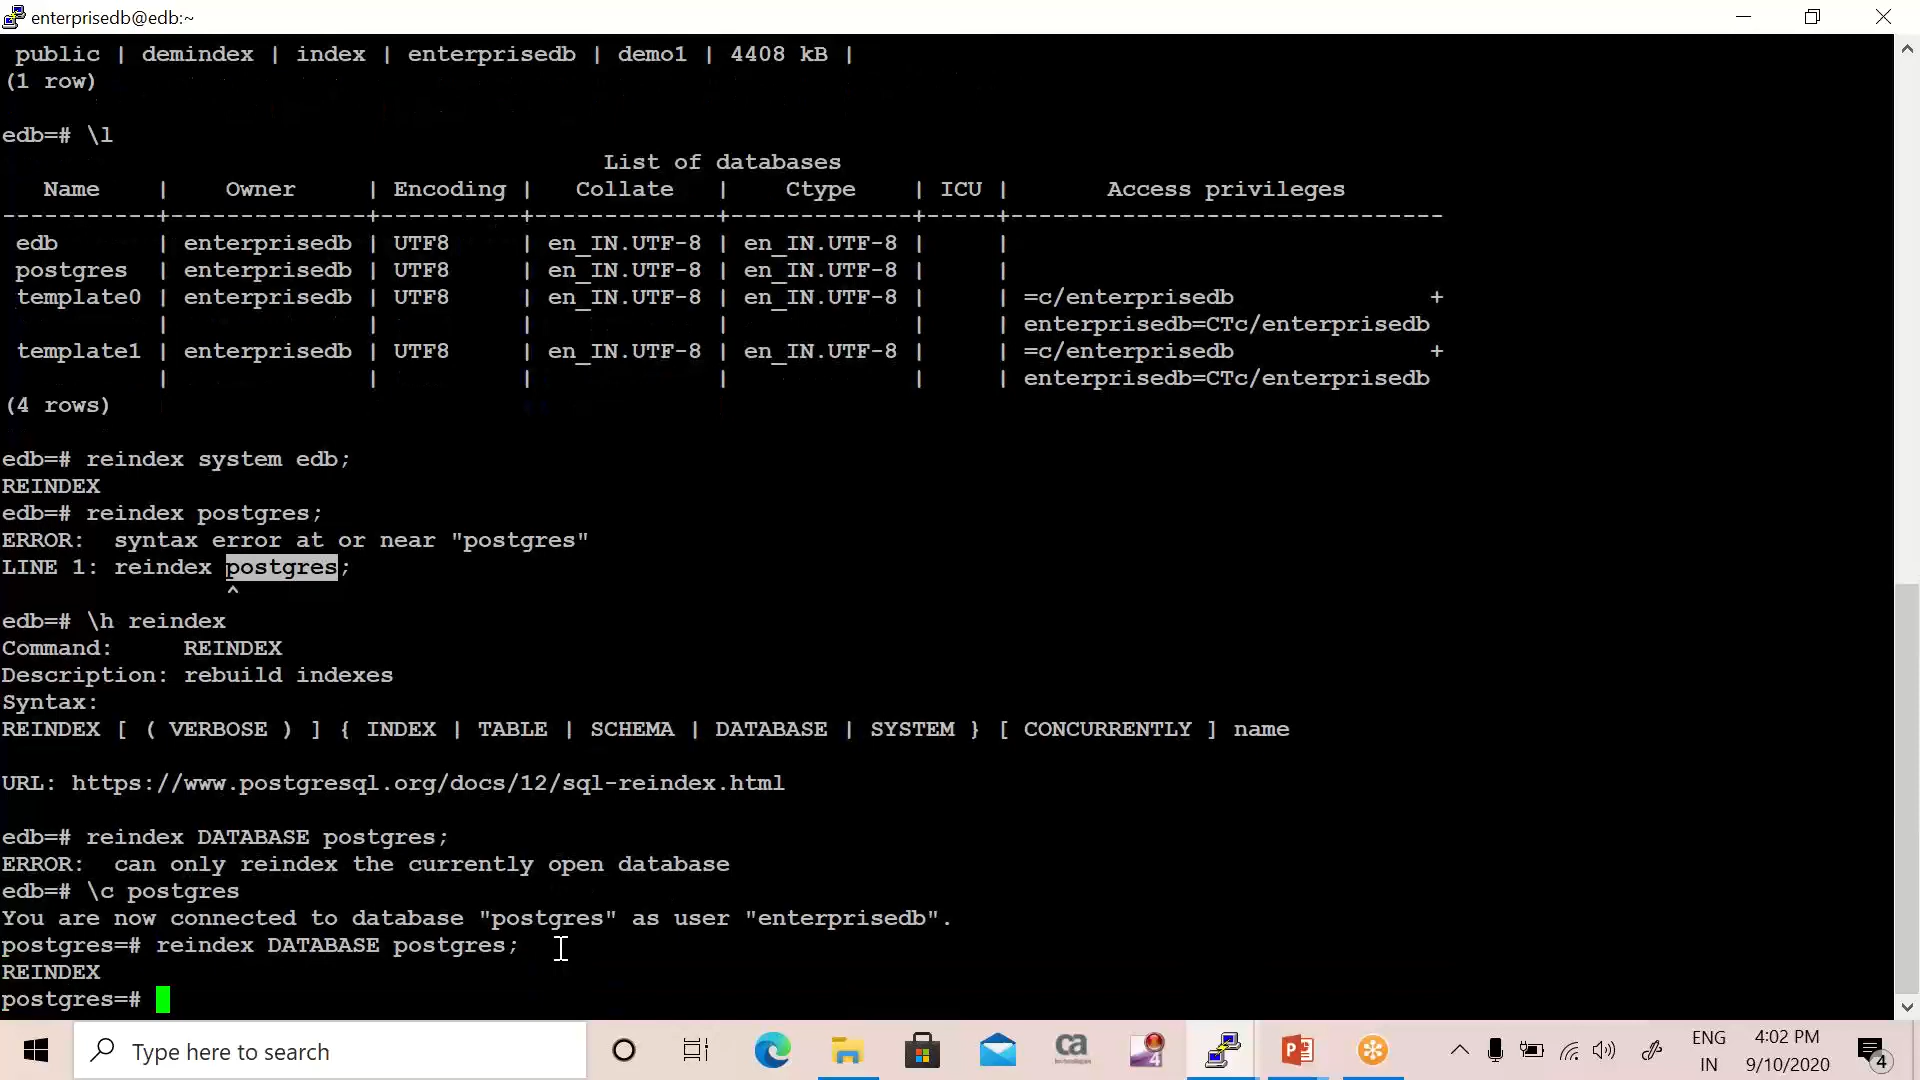 enterprisedb@edb:~
public | demindex | index | enterprisedb | demo1 | 4408 kB |
(1 row)
edb=# \l
List of databases
Name | Owner | Encoding | Collate | Ctype | ICU | Access privileges
-----------+--------------+----------+-------------+-------------+-----+-------------------------------
edb | enterprisedb | UTF8 | en_IN.UTF-8 | en_IN.UTF-8 | |
postgres | enterprisedb | UTF8 | en_IN.UTF-8 | en_IN.UTF-8 | |
template0 | enterprisedb | UTF8 | en_IN.UTF-8 | en_IN.UTF-8 | | =c/enterprisedb +
| | | | | | enterprisedb=CTc/enterprisedb
template1 | enterprisedb | UTF8 | en_IN.UTF-8 | en_IN.UTF-8 | | =c/enterprisedb +
| | | | | | enterprisedb=CTc/enterprisedb
(4 rows)
edb=# reindex system edb;
REINDEX
edb=# reindex postgres;
ERROR: syntax error at or near "postgres"
LINE 1: reindex postgres;
^
edb=# \h reindex
Command: REINDEX
Description: rebuild indexes
Syntax:
REINDEX [ ( VERBOSE ) ] { INDEX | TABLE | SCHEMA | DATABASE | SYSTEM } [ CONCURRENTLY ] name
URL: https://www.postgresql.org/docs/12/sql-reindex.html
edb=# reindex DATABASE postgres;
ERROR: can only reindex the currently open database
edb=# \c postgres
You are now connected to database "postgres" as user "enterprisedb".
postgres=# reindex DATABASE postgres;
REINDEX
postgres=#
Type here to search
ca
4
P
ENG
IN
4:02 PM
9/10/2020
4